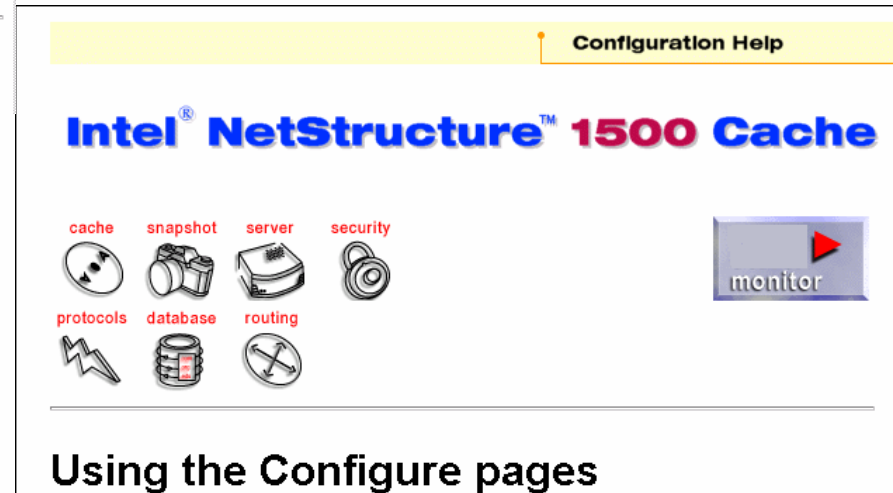 Configuration Help
Intel® NetStructure™ 1500 Cache
cache snapshot server security
monitor
protocols database routing
Using the Configure pages